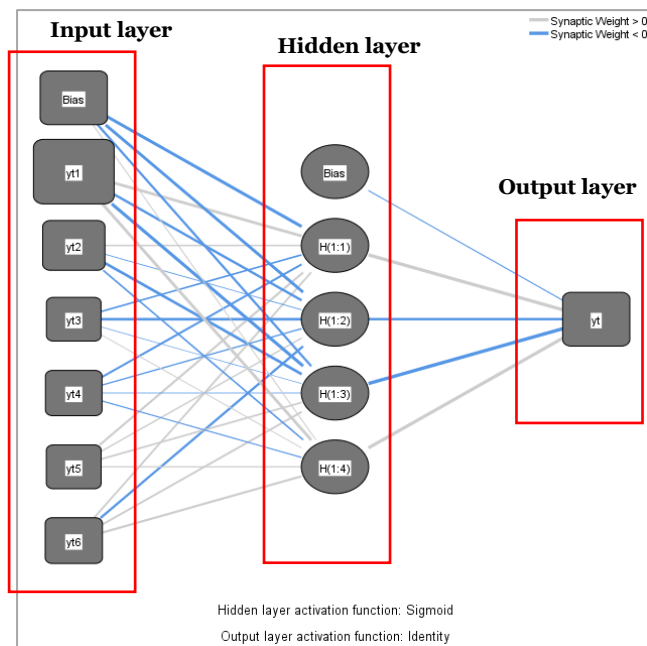 Synaptic Weight > 0
Synaptic Weight < 0
Input layer
Hidden layer
Output layer
Bias
yt1
yt2
yt3
yt4
yt5
yt6
Bias
H(1:1)
H(1:2)
H(1:3)
H(1:4)
yt
Hidden layer activation function: Sigmoid
Output layer activation function: Identity